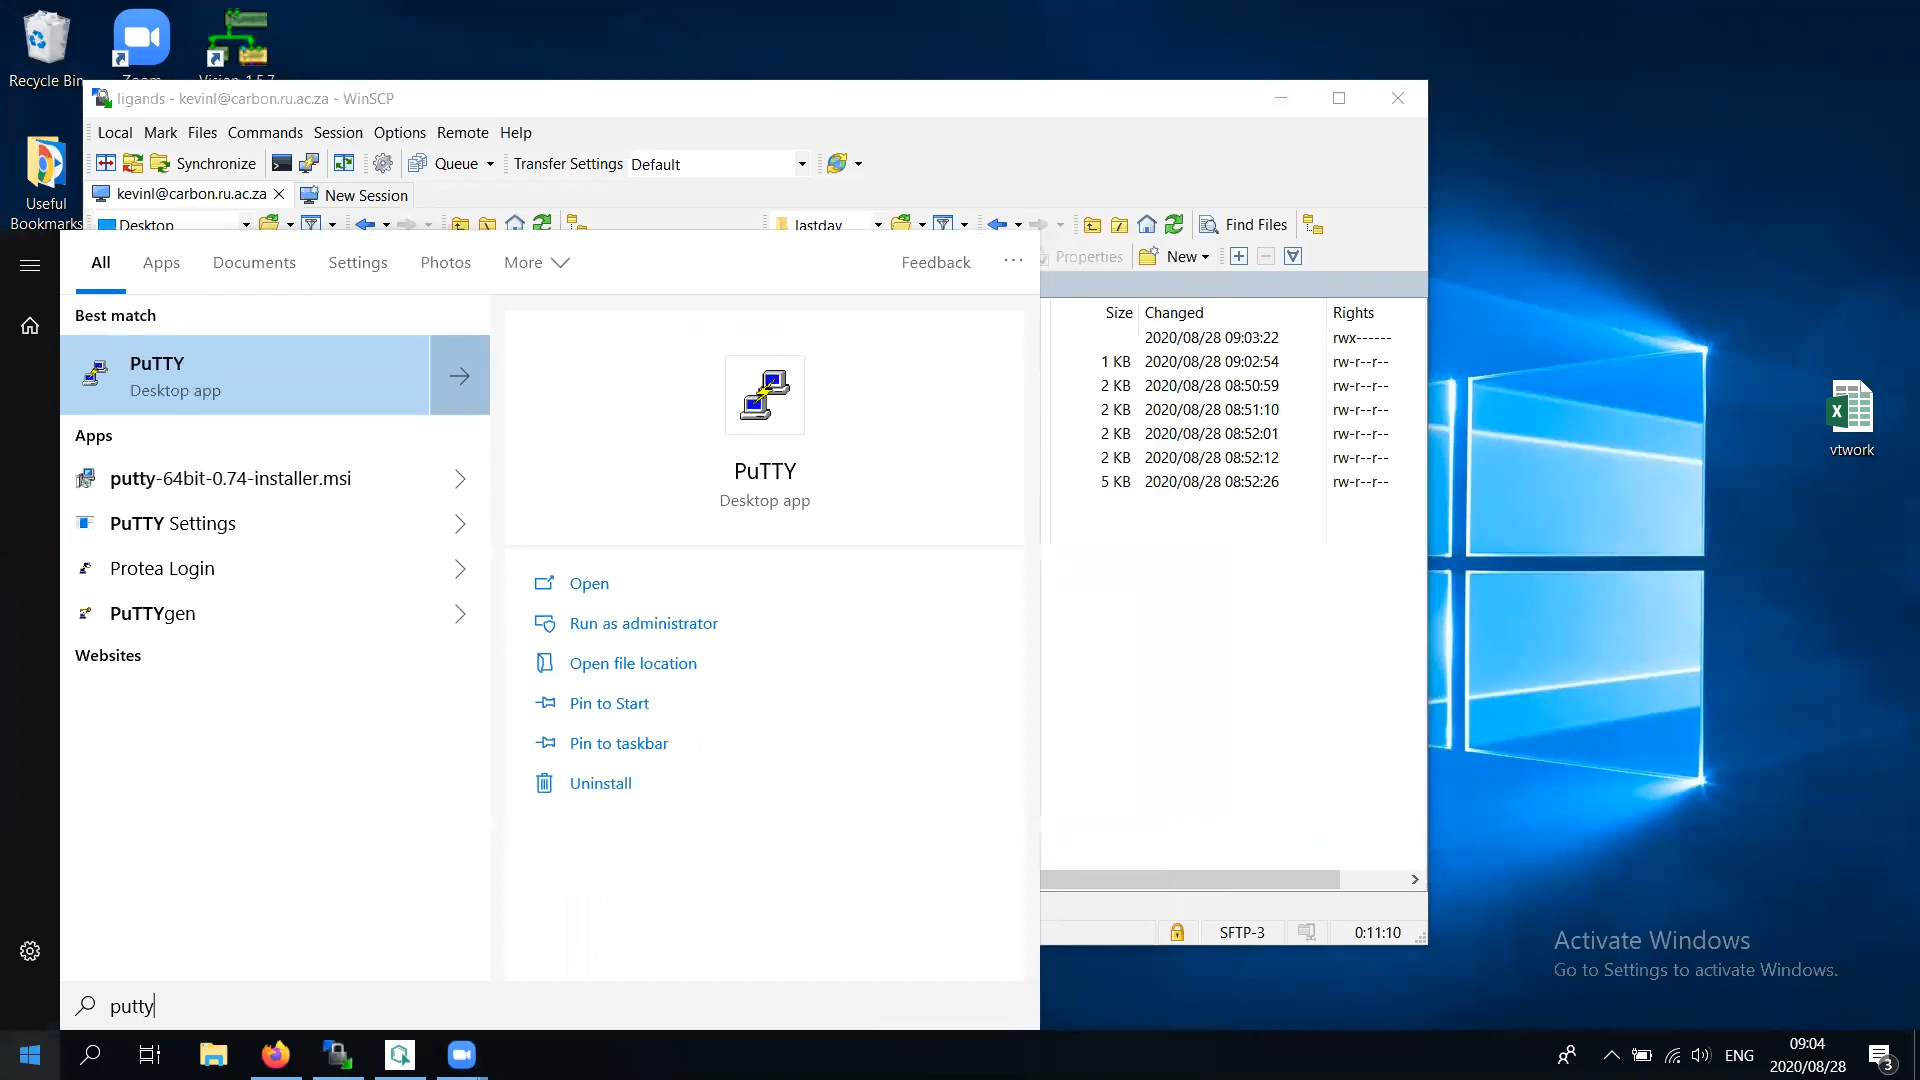 Recycle Bin
Zoom
Vision 1.5.7
ligands - kevinl@carbon.ru.ac.za - WinSCP
Local Mark Files Commands Session Options Remote Help
Synchronize Queue Transfer Settings Default
kevinl@carbon.ru.ac.za New Session
Useful
Bookmarks
Desktop lastday Find Files
Properties New
All Apps Documents Settings Photos More Feedback ...
Best match
PuTTY
Desktop app
Apps
putty-64bit-0.74-installer.msi
PuTTY Settings
Protea Login
PuTTYgen
Websites
PuTTY
Desktop app
Open
Run as administrator
Open file location
Pin to Start
Pin to taskbar
Uninstall
Size Changed Rights
2020/08/28 09:03:22 rwx------
1 KB 2020/08/28 09:02:54 rw-r--r--
2 KB 2020/08/28 08:50:59 rw-r--r--
2 KB 2020/08/28 08:51:10 rw-r--r--
2 KB 2020/08/28 08:52:01 rw-r--r--
2 KB 2020/08/28 08:52:12 rw-r--r--
5 KB 2020/08/28 08:52:26 rw-r--r--
vtwork
SFTP-3 0:11:10
Activate Windows
Go to Settings to activate Windows.
putty
ENG
09:04
2020/08/28
3